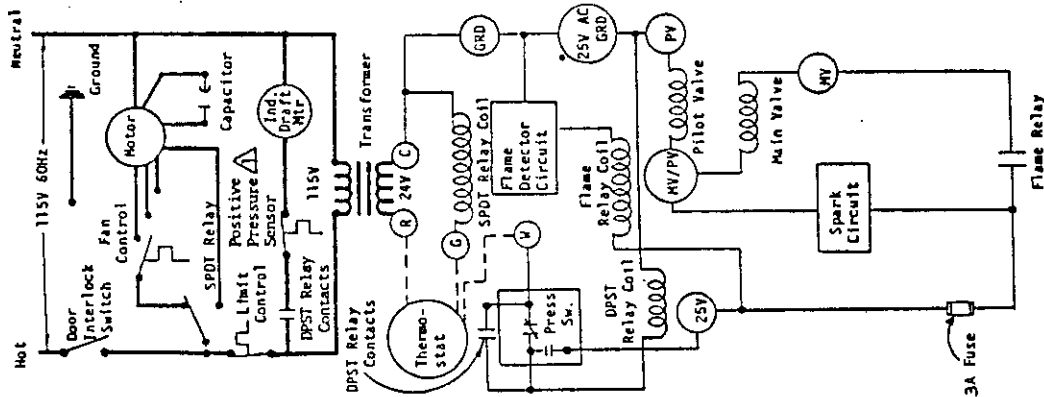 Hot
115V 60Hz
Neutral
Door
Interlock
Switch
Ground
Fan
Control
Motor
Capacitor
SPDT Relay
Limit
Control
Positive
Pressure
Sensor
Ind.
Draft
Mtr
DPST Relay
Contacts
115V
Transformer
24V
R
C
Thermo-
stat
G
SPDT Relay Coil
GRD
DPST Relay
Contacts
W
Flame
Detector
Circuit
25V AC
GRD
Press
Sw.
Flame
Relay Coil
DPST
Relay Coil
25V
MV/PV
PV
Pilot Valve
Main Valve
MV
Spark
Circuit
3A Fuse
Flame Relay